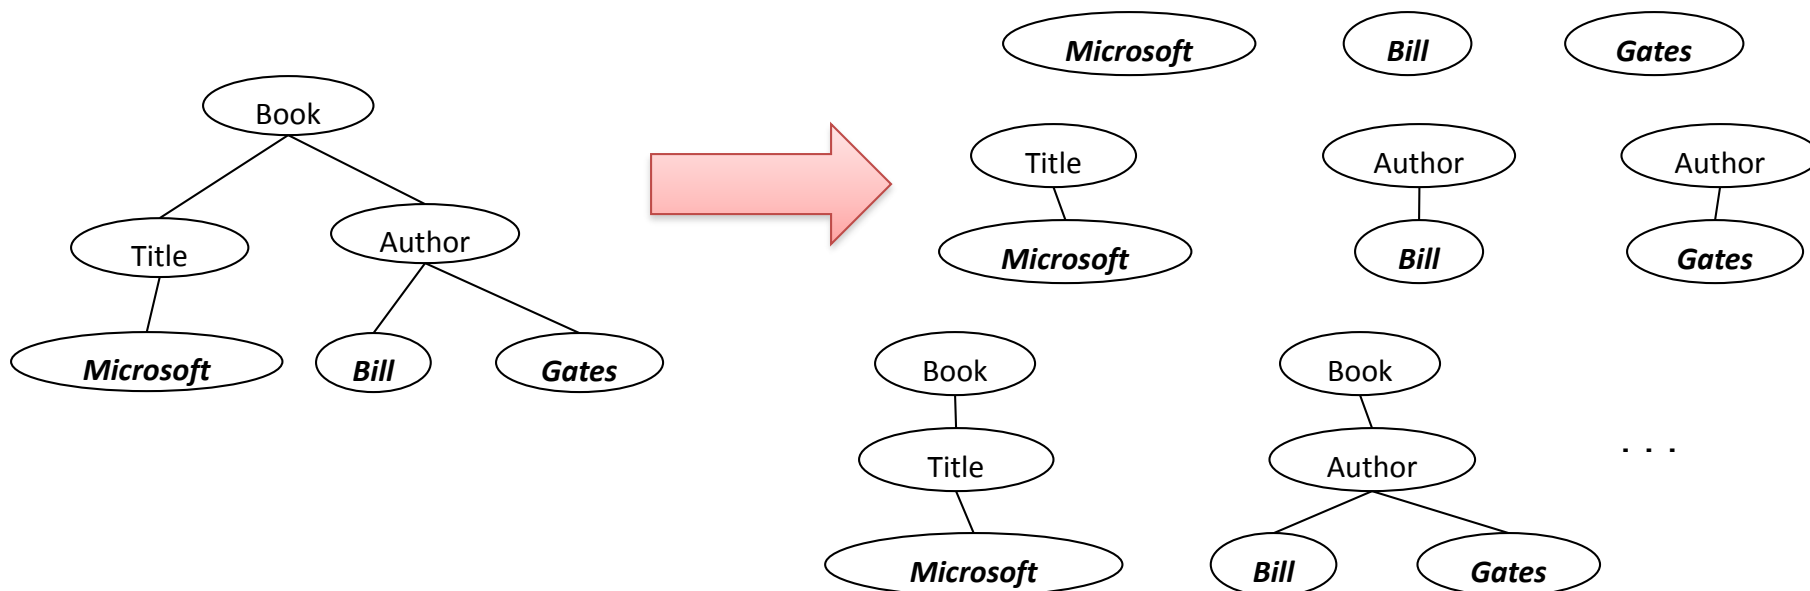 Book
Title
Author
Microsoft
Bill
Gates
Microsoft
Bill
Gates
Title
Author
Author
Microsoft
Bill
Gates
Book
Book
Title
Author
. . .
Microsoft
Bill
Gates